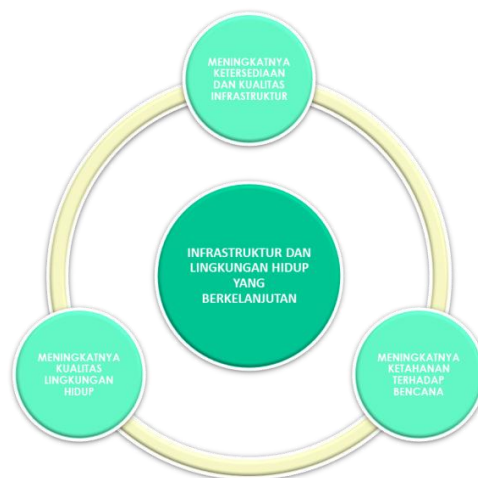 MENINGKATNYA
KETERSEDIAAN
DAN KUALITAS
INFRASTRUKTUR
INFRASTRUKTUR DAN
LINGKUNGAN HIDUP
YANG
BERKELANJUTAN
MENINGKATNYA
KUALITAS
LINGKUNGAN
HIDUP
MENINGKATNYA
KETAHANAN
TERHADAP
BENCANA